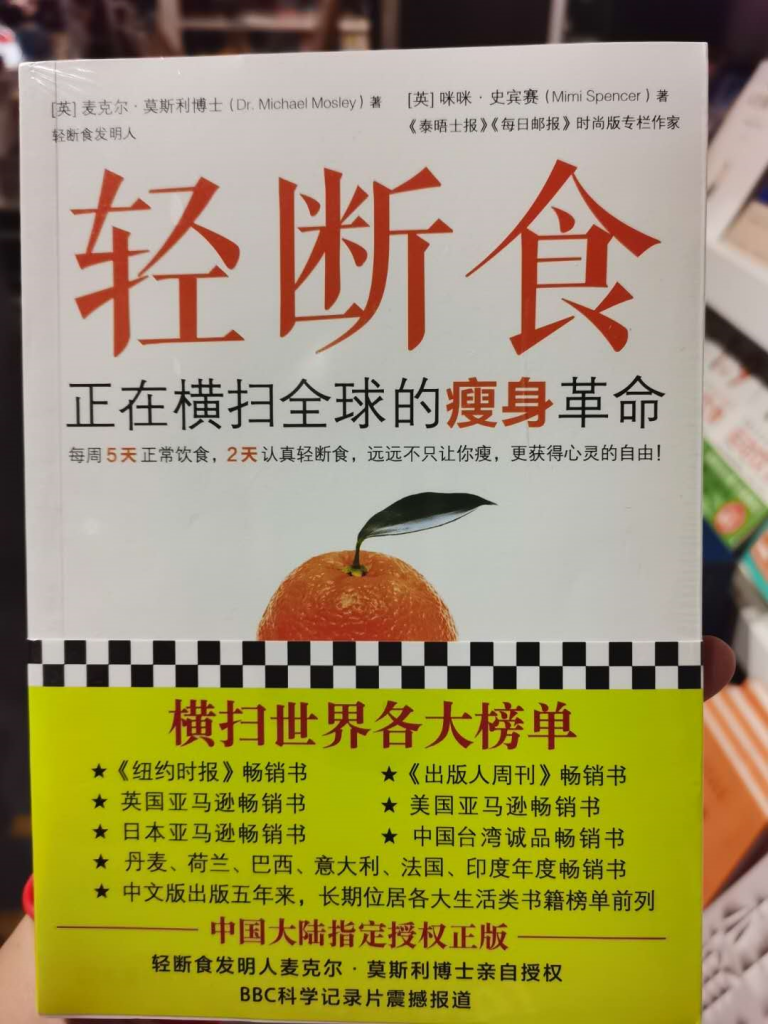 [英] 麦克尔·莫斯利博士（Dr. Michael Mosley）著
轻断食发明人
[英] 咪咪·史宾赛（Mimi Spencer）著
《泰晤士报》《每日邮报》时尚版专栏作家
轻断食
正在横扫全球的瘦身革命
每周5天正常饮食，2天认真轻断食，远远不只让你瘦，更获得心灵的自由！
横扫世界各大榜单
★《纽约时报》畅销书
★《出版人周刊》畅销书
★ 英国亚马逊畅销书
★ 美国亚马逊畅销书
★ 日本亚马逊畅销书
★ 中国台湾诚品畅销书
★ 丹麦、荷兰、巴西、意大利、法国、印度年度畅销书
★ 中文版出版五年来，长期位居各大生活类书籍榜单前列
中国大陆指定授权正版
轻断食发明人麦克尔·莫斯利博士亲自授权
BBC科学记录片震撼报道